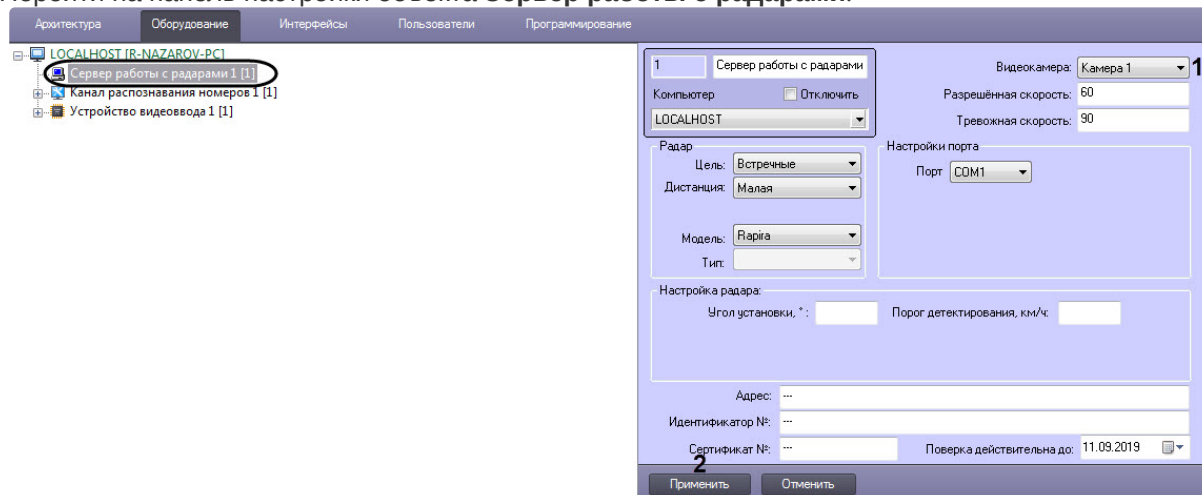 Перейти на панель настройки объекта Сервер работы с радарами.
Архитектура Оборудование Интерфейсы Пользователи Программирование
LOCALHOST [R-NAZAROV-PC]
Сервер работы с радарами 1 [1]
Канал распознавания номеров 1 [1]
Устройство видеоввода 1 [1]
1 Сервер работы с радарами
Видеокамера: Камера 1 1
Компьютер Отключить
Разрешённая скорость: 60
LOCALHOST
Тревожная скорость: 90
Радар
Настройки порта
Цель: Встречные
Порт COM1
Дистанция: Малая
Модель: Rapira
Тип:
Настройка радара:
Угол установки, ° : Порог детектирования, км/ч:
Адрес: ---
Идентификатор №: ---
Сертификат №: --- Поверка действительна до: 11.09.2019
2
Применить Отменить